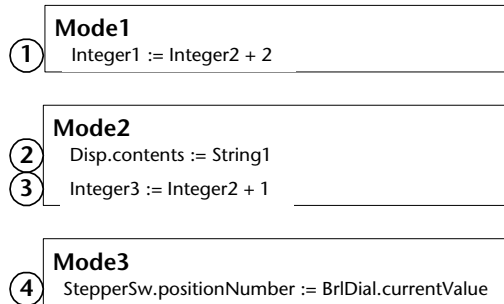 Mode1
1 Integer1 := Integer2 + 2
Mode2
2 Disp.contents := String1
3 Integer3 := Integer2 + 1
Mode3
4 StepperSw.positionNumber := BrlDial.currentValue